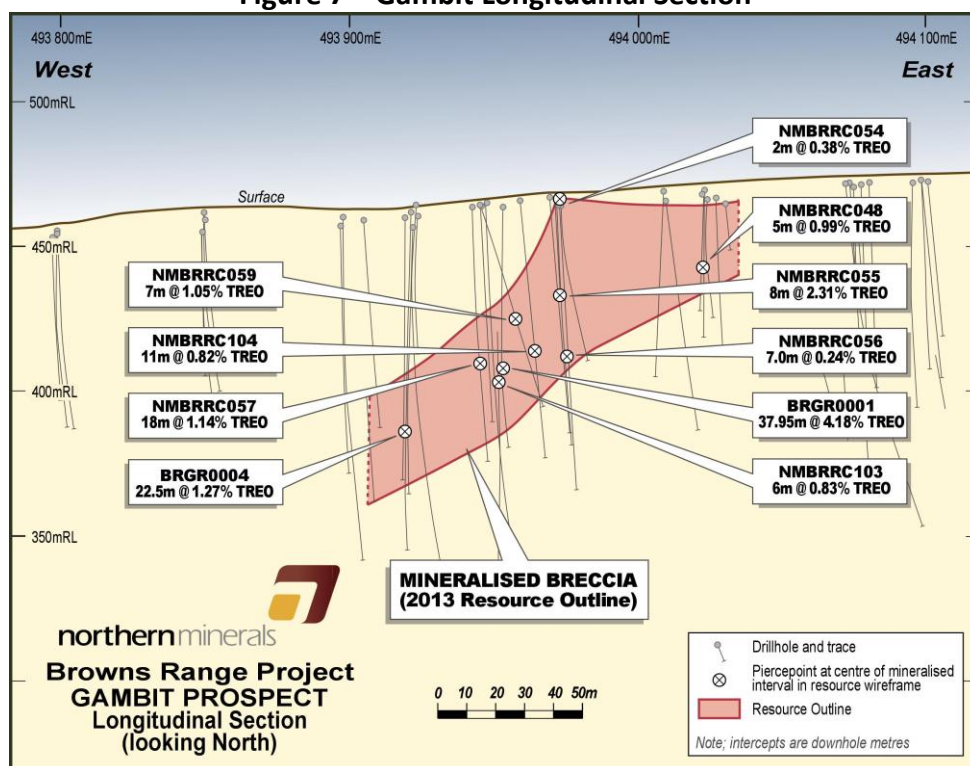 Figure 7 – Gambit Longitudinal Section
493 800mE
493 900mE
494 000mE
494 100mE
West
East
500mRL
Surface
NMBRRC054
2m @ 0.38% TREO
450mRL
NMBRRC048
5m @ 0.99% TREO
NMBRRC059
7m @ 1.05% TREO
NMBRRC055
8m @ 2.31% TREO
NMBRRC104
11m @ 0.82% TREO
NMBRRC056
7.0m @ 0.24% TREO
400mRL
NMBRRC057
18m @ 1.14% TREO
BRGR0001
37.95m @ 4.18% TREO
BRGR0004
22.5m @ 1.27% TREO
NMBRRC103
6m @ 0.83% TREO
350mRL
MINERALISED BRECCIA
(2013 Resource Outline)
northernminerals
Browns Range Project
GAMBIT PROSPECT
Longitudinal Section
(looking North)
0 10 20 30 40 50m
Drillhole and trace
Piercepoint at centre of mineralised
interval in resource wireframe
Resource Outline
Note; intercepts are downhole metres